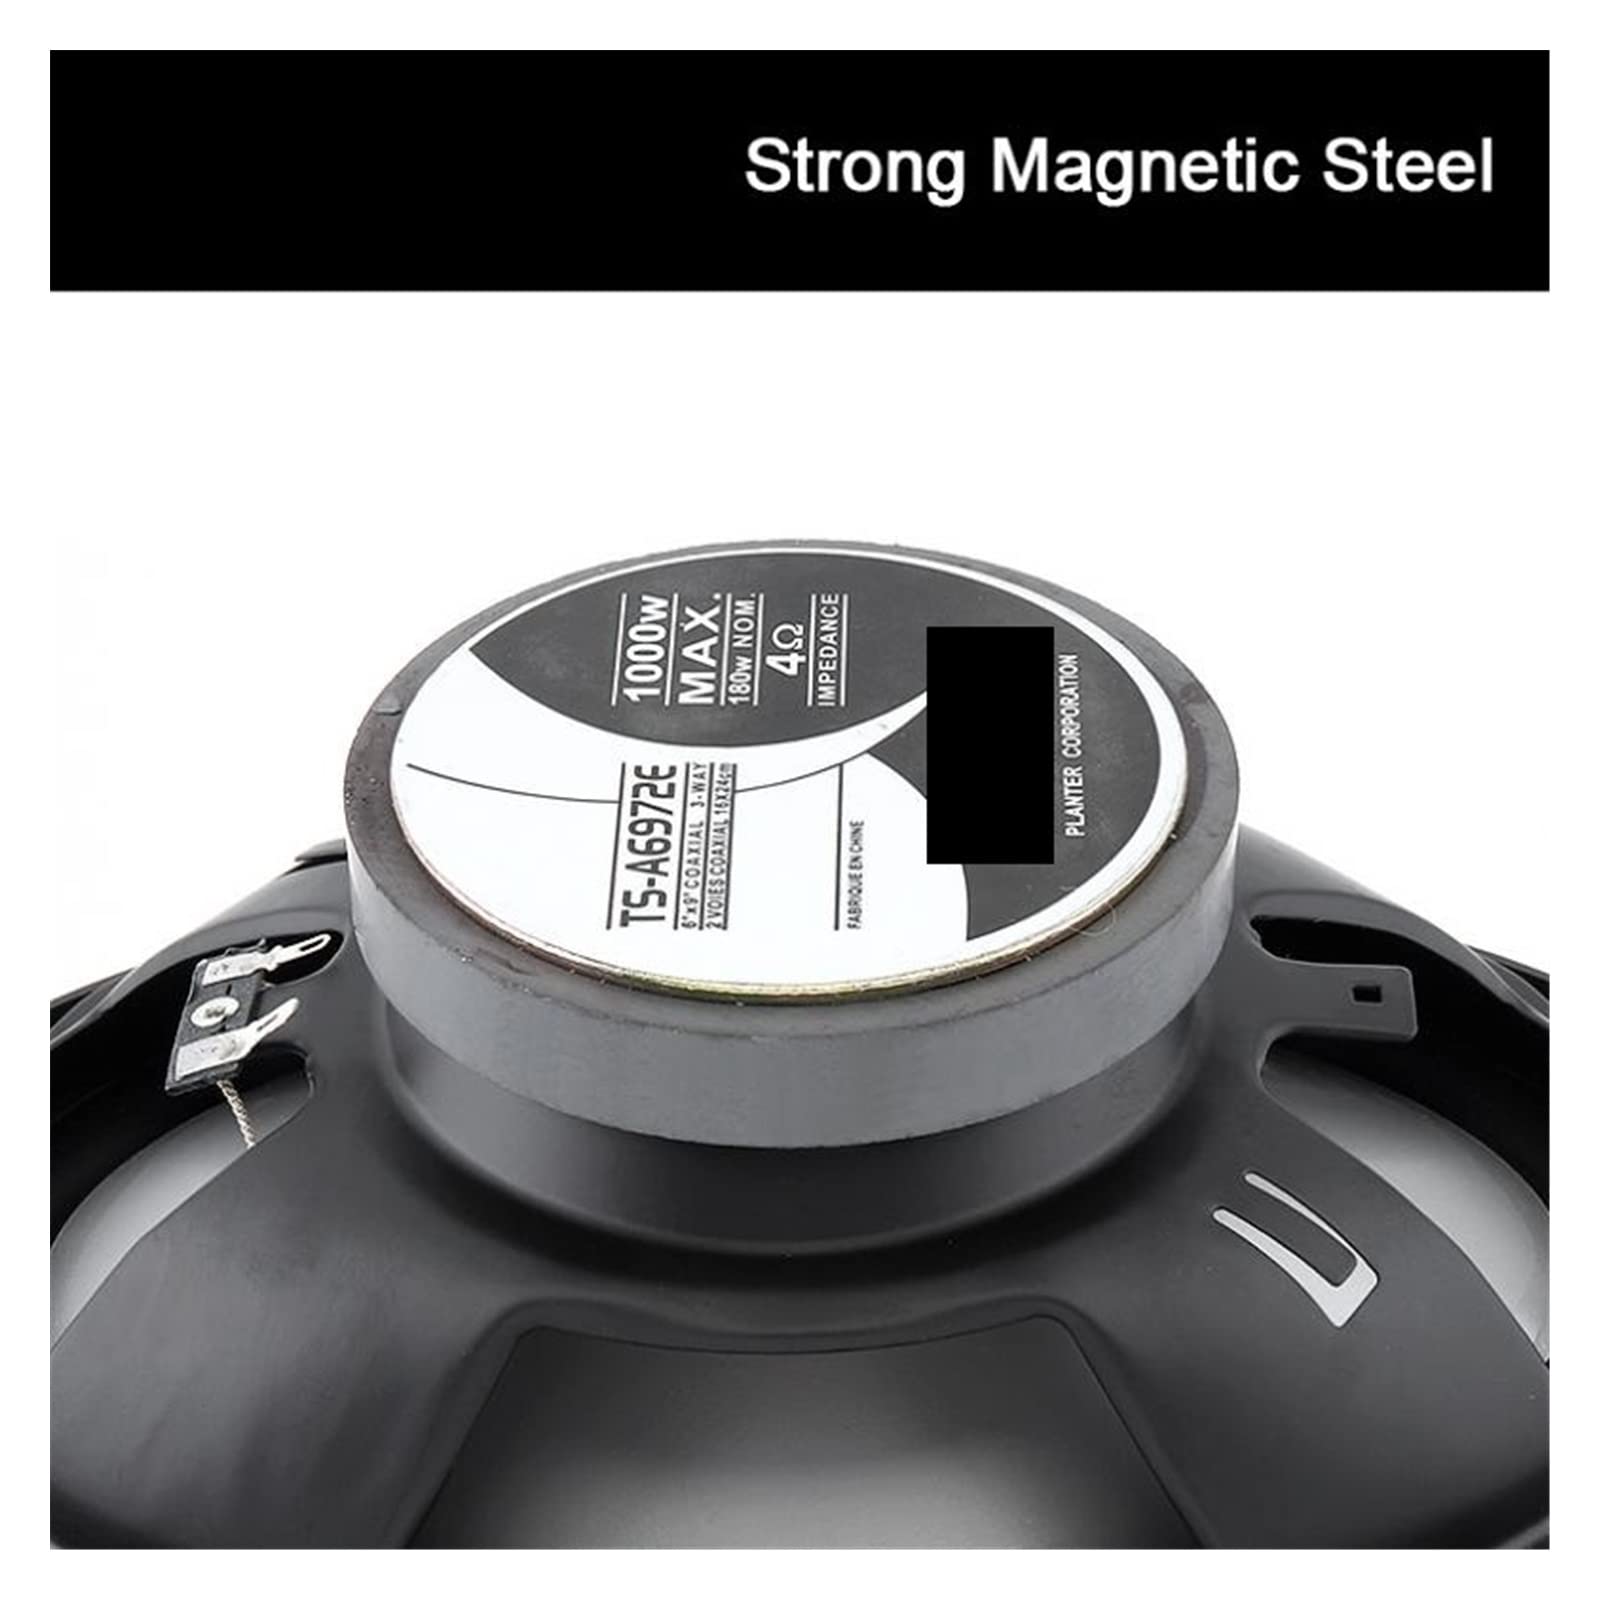 Strong Magnetic Steel
1000w
MAX.
180w NOM.
4Ω
IMPEDANCE
TS-A6972E
6"x9" COAXIAL 3-WAY
2 VOIES COAXIAL 16X24cm
FABRIQUE EN CHINE
PLANTER CORPORATION